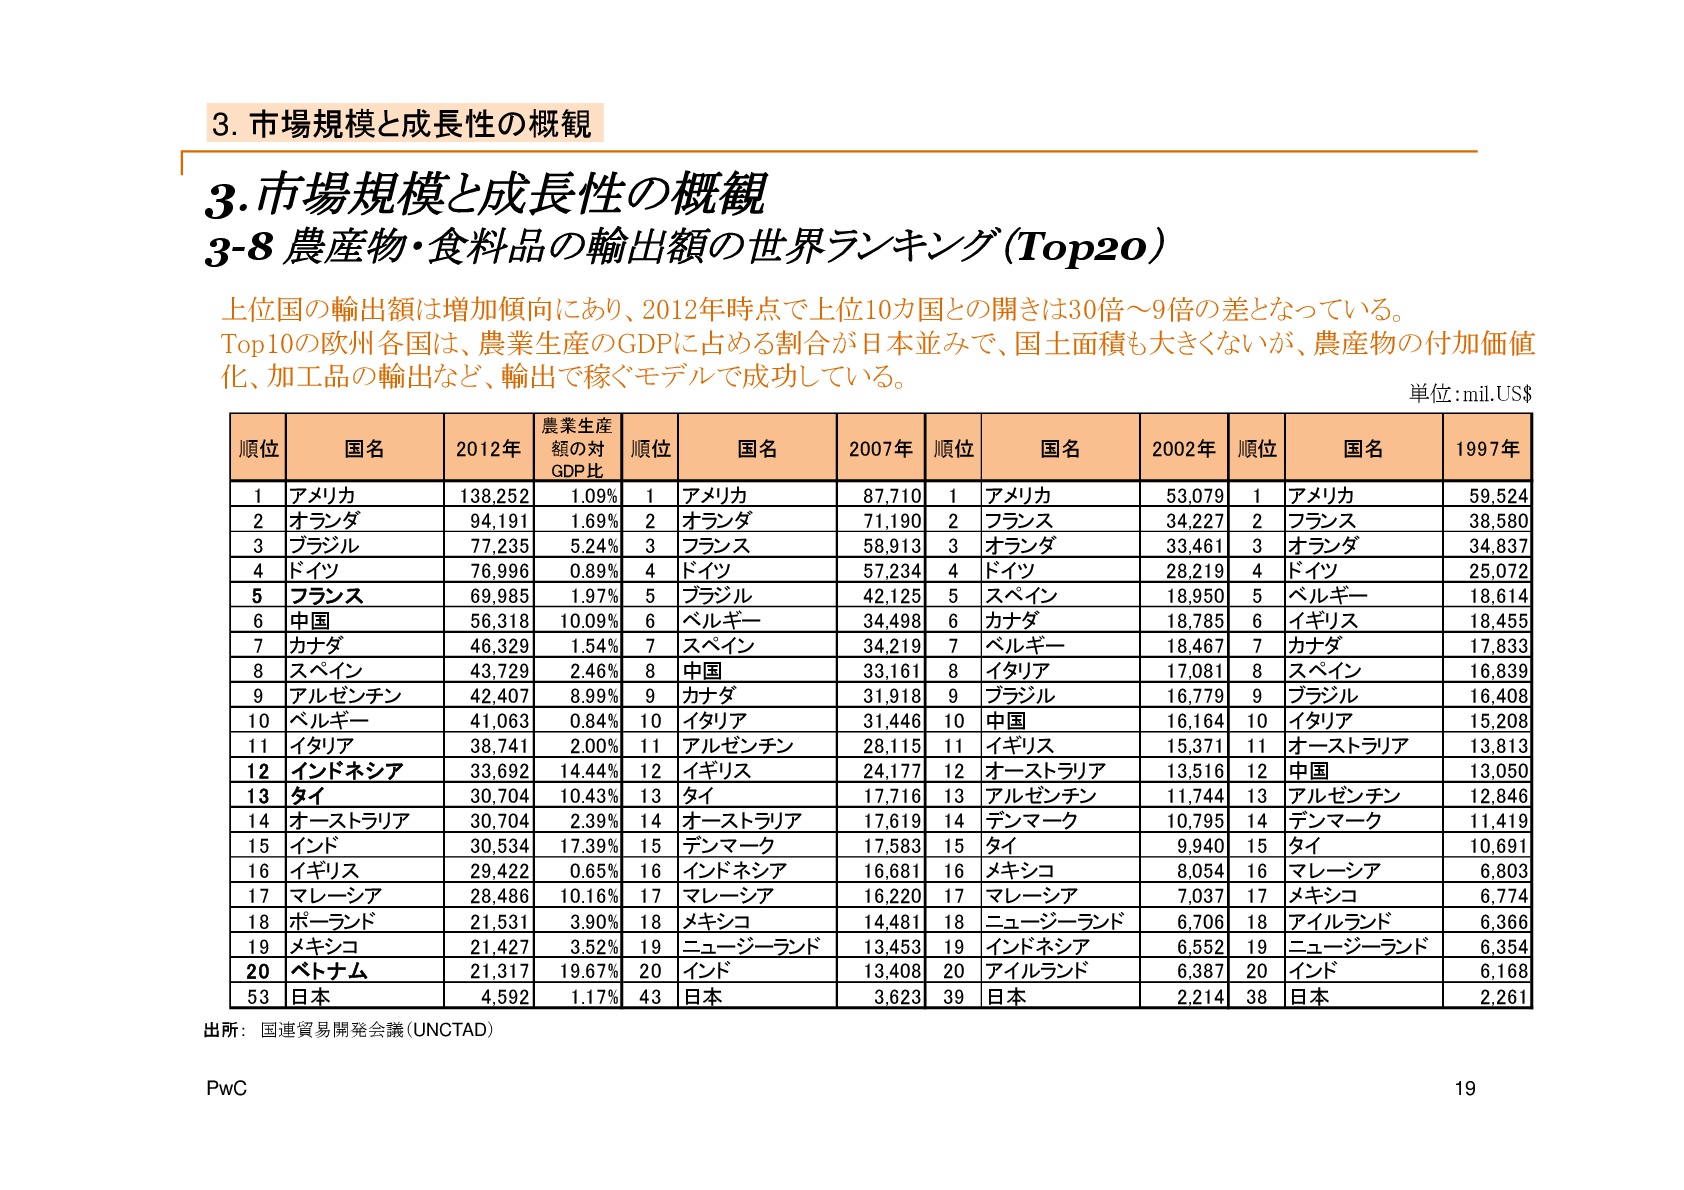 3. 市場規模と成長性の概観
3.市場規模と成長性の概観
3-8 農産物・食料品の輸出額の世界ランキング(Top20)
上位国の輸出額は増加傾向にあり、2012年時点で上位10カ国との開きは30倍～9倍の差となっている。
Top10の欧州各国は、農業生産のGDPに占める割合が日本並みで、国土面積も大きくないが、農産物の付加価値
化、加工品の輸出など、輸出で稼ぐモデルで成功している。
単位:mil.US$
順位 国名 2012年 農業生産額の対GDP比 順位 国名 2007年 順位 国名 2002年 順位 国名 1997年
1 アメリカ 138,252 1.09% 1 アメリカ 87,710 1 アメリカ 53,079 1 アメリカ 59,524
2 オランダ 94,191 1.69% 2 オランダ 71,190 2 フランス 34,227 2 フランス 38,580
3 ブラジル 77,235 5.24% 3 フランス 58,913 3 オランダ 33,461 3 オランダ 34,837
4 ドイツ 76,996 0.89% 4 ドイツ 57,234 4 ドイツ 28,219 4 ドイツ 25,072
5 フランス 69,985 1.97% 5 ブラジル 42,125 5 スペイン 18,950 5 ベルギー 18,614
6 中国 56,318 10.09% 6 ベルギー 34,498 6 カナダ 18,785 6 イギリス 18,455
7 カナダ 46,329 1.54% 7 スペイン 34,219 7 ベルギー 18,467 7 カナダ 17,833
8 スペイン 43,729 2.46% 8 中国 33,161 8 イタリア 17,081 8 スペイン 16,839
9 アルゼンチン 42,407 8.99% 9 カナダ 31,918 9 ブラジル 16,779 9 ブラジル 16,408
10 ベルギー 41,063 0.84% 10 イタリア 31,446 10 中国 16,164 10 イタリア 15,208
11 イタリア 38,741 2.00% 11 アルゼンチン 28,115 11 イギリス 15,371 11 オーストラリア 13,813
12 インドネシア 33,692 14.44% 12 イギリス 24,177 12 オーストラリア 13,516 12 中国 13,050
13 タイ 30,704 10.43% 13 タイ 17,716 13 アルゼンチン 11,744 13 アルゼンチン 12,846
14 オーストラリア 30,704 2.39% 14 オーストラリア 17,619 14 デンマーク 10,795 14 デンマーク 11,419
15 インド 30,534 17.39% 15 デンマーク 17,583 15 タイ 9,940 15 タイ 10,691
16 イギリス 29,422 0.65% 16 インドネシア 16,681 16 メキシコ 8,054 16 マレーシア 6,803
17 マレーシア 28,486 10.16% 17 マレーシア 16,220 17 マレーシア 7,037 17 メキシコ 6,774
18 ポーランド 21,531 3.90% 18 メキシコ 14,481 18 ニュージーランド 6,706 18 アイルランド 6,366
19 メキシコ 21,427 3.52% 19 ニュージーランド 13,453 19 インドネシア 6,552 19 ニュージーランド 6,354
20 ベトナム 21,317 19.67% 20 インド 13,408 20 アイルランド 6,387 20 インド 6,168
53 日本 4,592 1.17% 43 日本 3,623 39 日本 2,214 38 日本 2,261
出所: 国連貿易開発会議(UNCTAD)
PwC
19